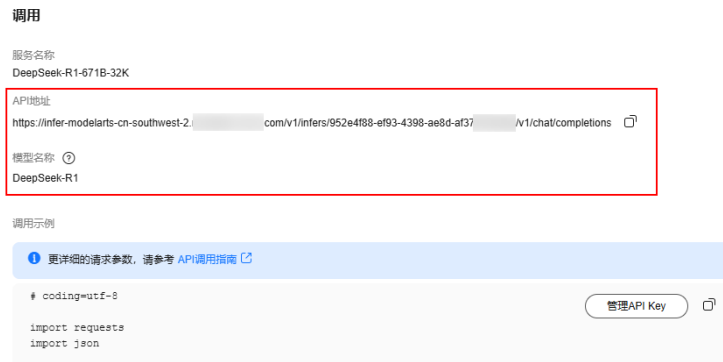 调用
服务名称
DeepSeek-R1-671B-32K
API地址
https://infer-modelarts-cn-southwest-2. com/v1/infers/952e4f88-ef93-4398-ae8d-af37 /v1/chat/completions
模型名称
DeepSeek-R1
调用示例
更详细的请求参数，请参考 API调用指南
# coding=utf-8
管理API Key
import requests
import json